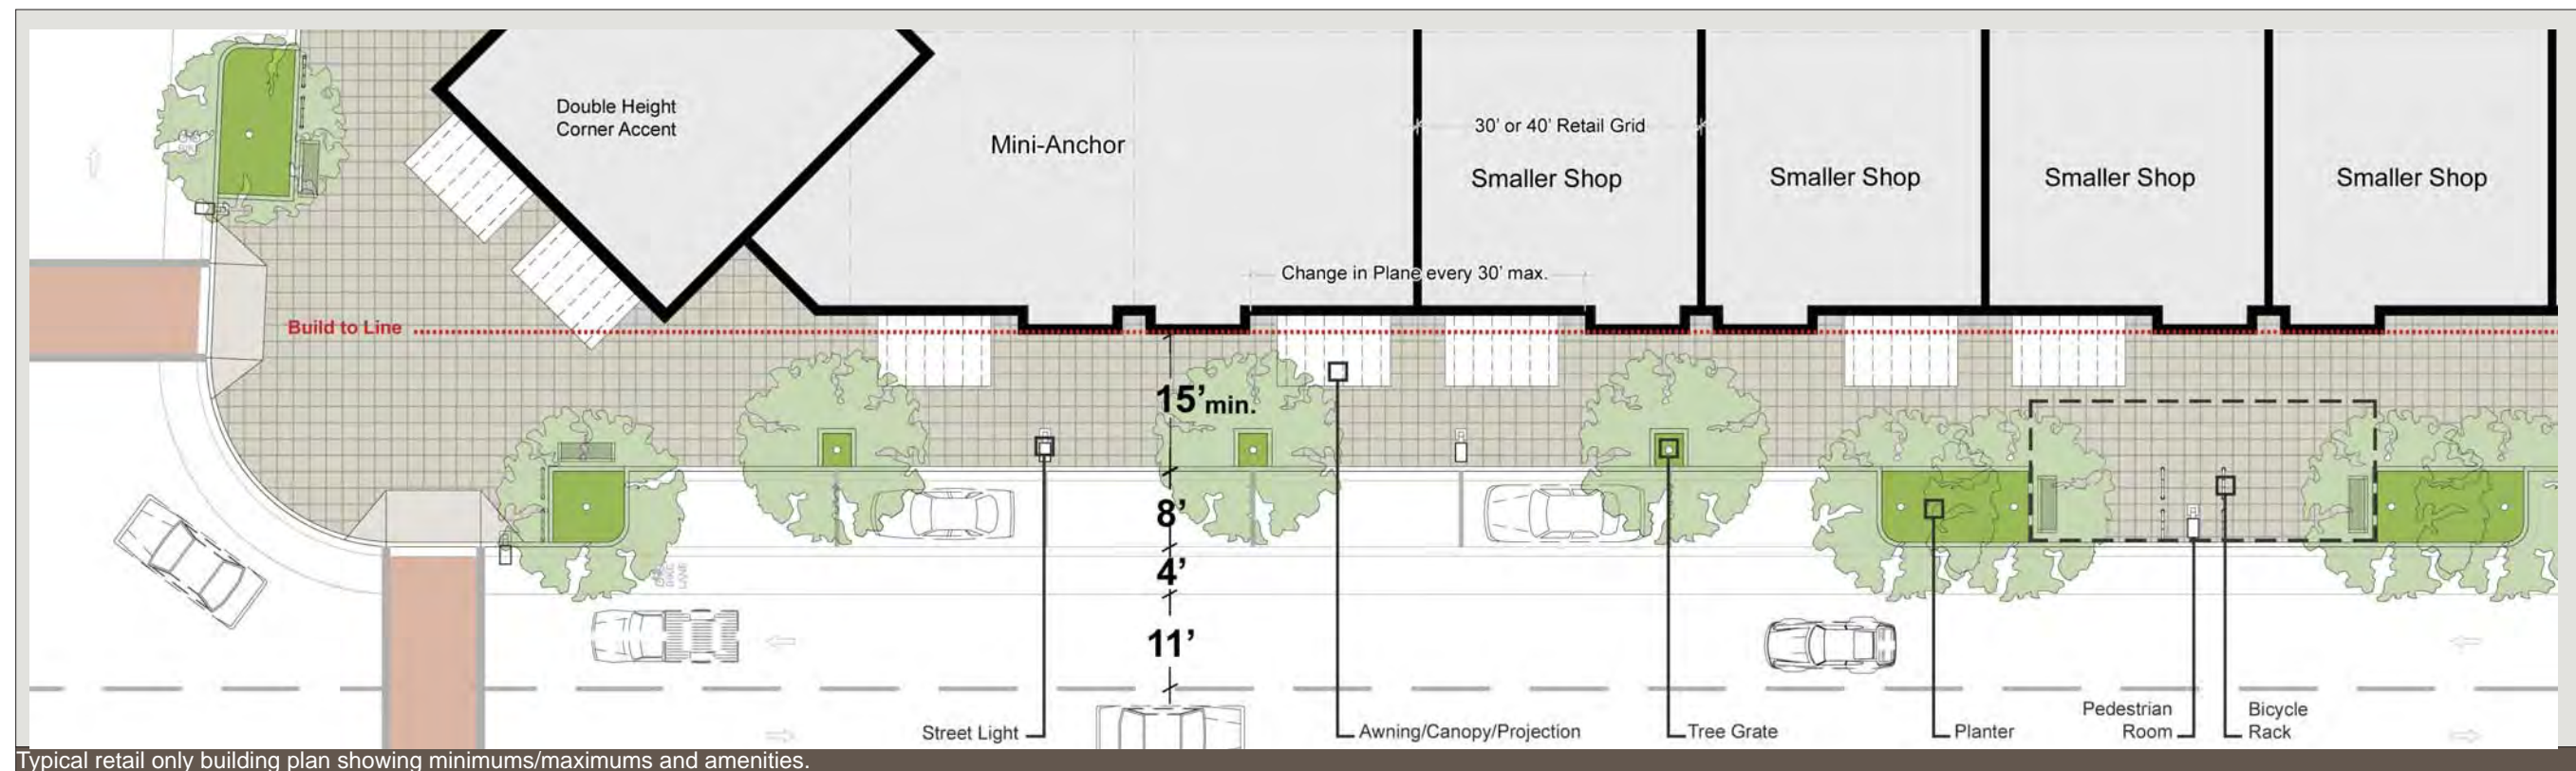 Double Height
Corner Accent
Mini-Anchor
30' or 40' Retail Grid
Smaller Shop
Smaller Shop
Smaller Shop
Smaller Shop
Change in Plane every 30' max.
Build to Line
15' min.
8'
4'
11'
BIKE
LANE
Street Light
Awning/Canopy/Projection
Tree Grate
Planter
Pedestrian
Room
Bicycle
Rack
Typical retail only building plan showing minimums/maximums and amenities.